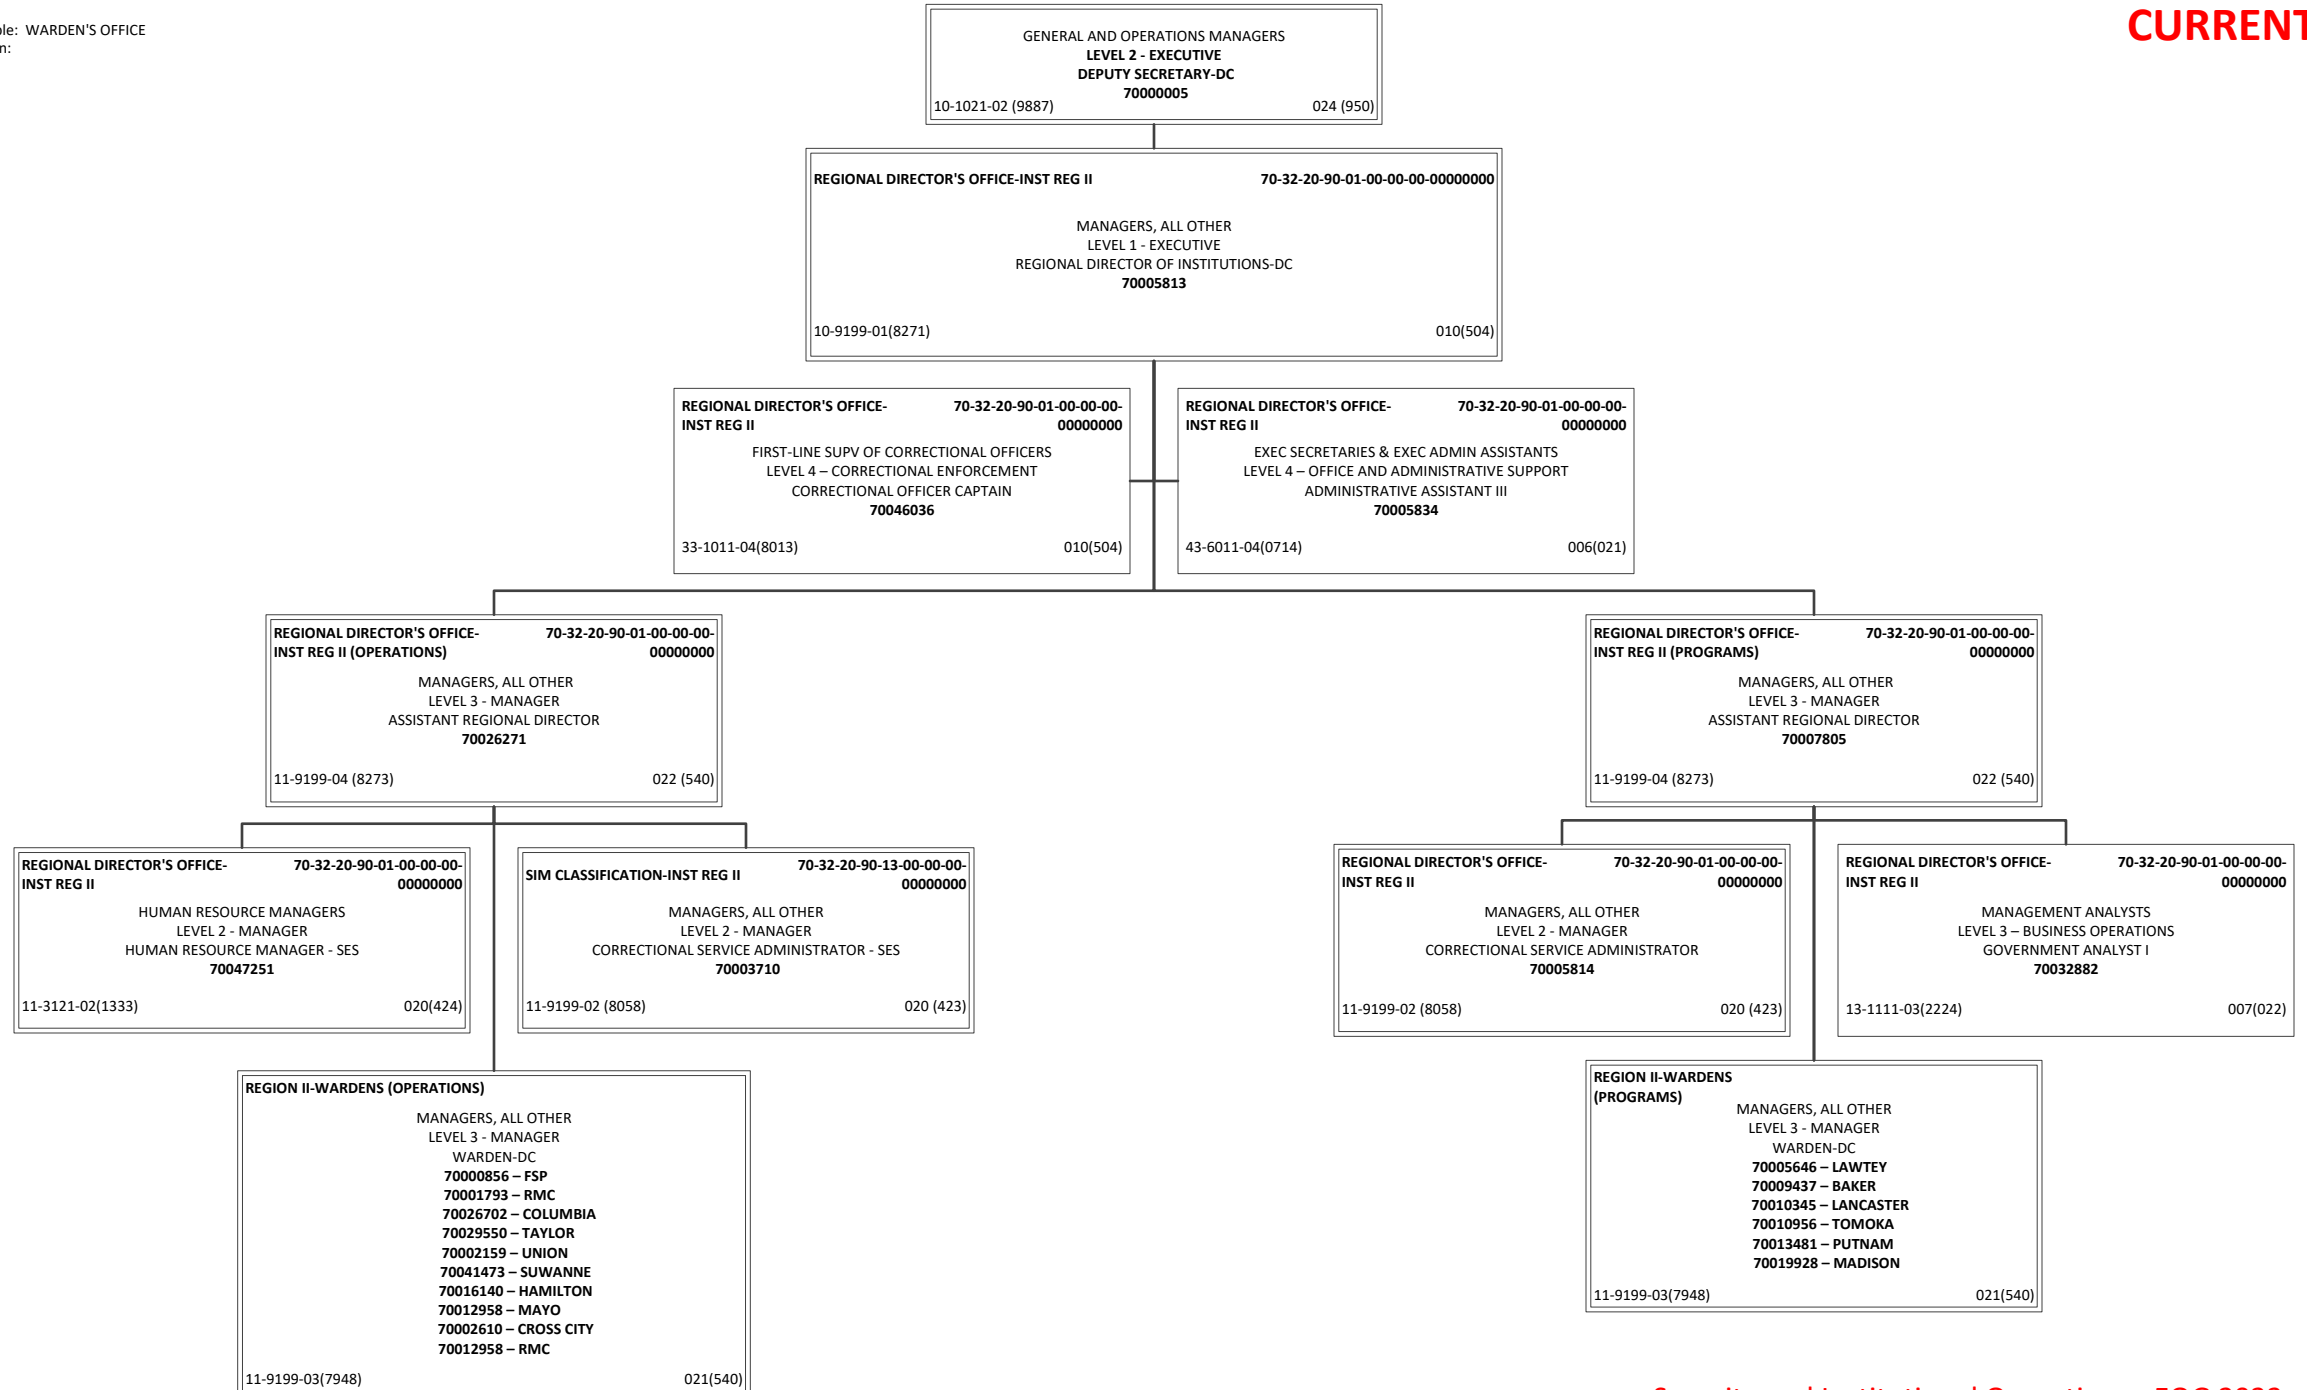 WARDEN'S OFFICE
CURRENT
GENERAL AND OPERATIONS MANAGERS
LEVEL 2 - EXECUTIVE
DEPUTY SECRETARY-DC
70000005
10-1021-02 (9887) 024 (950)
REGIONAL DIRECTOR'S OFFICE-INST REG II 70-32-20-90-01-00-00-00-00000000
MANAGERS, ALL OTHER
LEVEL 1 - EXECUTIVE
REGIONAL DIRECTOR OF INSTITUTIONS-DC
70005813
10-9199-01(8271) 010(504)
REGIONAL DIRECTOR'S OFFICE- 70-32-20-90-01-00-00-00-
INST REG II 00000000
FIRST-LINE SUPV OF CORRECTIONAL OFFICERS
LEVEL 4 – CORRECTIONAL ENFORCEMENT
CORRECTIONAL OFFICER CAPTAIN
70046036
33-1011-04(8013) 010(504)
REGIONAL DIRECTOR'S OFFICE- 70-32-20-90-01-00-00-00-
INST REG II 00000000
EXEC SECRETARIES & EXEC ADMIN ASSISTANTS
LEVEL 4 – OFFICE AND ADMINISTRATIVE SUPPORT
ADMINISTRATIVE ASSISTANT III
70005834
43-6011-04(0714) 006(021)
REGIONAL DIRECTOR'S OFFICE- 70-32-20-90-01-00-00-00-
INST REG II (OPERATIONS) 00000000
MANAGERS, ALL OTHER
LEVEL 3 - MANAGER
ASSISTANT REGIONAL DIRECTOR
70026271
11-9199-04 (8273) 022 (540)
REGIONAL DIRECTOR'S OFFICE- 70-32-20-90-01-00-00-00-
INST REG II (PROGRAMS) 00000000
MANAGERS, ALL OTHER
LEVEL 3 - MANAGER
ASSISTANT REGIONAL DIRECTOR
70007805
11-9199-04 (8273) 022 (540)
REGIONAL DIRECTOR'S OFFICE- 70-32-20-90-01-00-00-00-
INST REG II 00000000
HUMAN RESOURCE MANAGERS
LEVEL 2 - MANAGER
HUMAN RESOURCE MANAGER - SES
70047251
11-3121-02(1333) 020(424)
SIM CLASSIFICATION-INST REG II 70-32-20-90-13-00-00-00-
00000000
MANAGERS, ALL OTHER
LEVEL 2 - MANAGER
CORRECTIONAL SERVICE ADMINISTRATOR - SES
70003710
11-9199-02 (8058) 020 (423)
REGIONAL DIRECTOR'S OFFICE- 70-32-20-90-01-00-00-00-
INST REG II 00000000
MANAGERS, ALL OTHER
LEVEL 2 - MANAGER
CORRECTIONAL SERVICE ADMINISTRATOR
70005814
11-9199-02 (8058) 020 (423)
REGIONAL DIRECTOR'S OFFICE- 70-32-20-90-01-00-00-00-
INST REG II 00000000
MANAGEMENT ANALYSTS
LEVEL 3 – BUSINESS OPERATIONS
GOVERNMENT ANALYST I
70032882
13-1111-03(2224) 007(022)
REGION II-WARDENS (OPERATIONS)
MANAGERS, ALL OTHER
LEVEL 3 - MANAGER
WARDEN-DC
70000856 – FSP
70001793 – RMC
70026702 – COLUMBIA
70029550 – TAYLOR
70002159 – UNION
70041473 – SUWANNE
70016140 – HAMILTON
70012958 – MAYO
70002610 – CROSS CITY
70012958 – RMC
11-9199-03(7948) 021(540)
REGION II-WARDENS
(PROGRAMS)
MANAGERS, ALL OTHER
LEVEL 3 - MANAGER
WARDEN-DC
70005646 – LAWTEY
70009437 – BAKER
70010345 – LANCASTER
70010956 – TOMOKA
70013481 – PUTNAM
70019928 – MADISON
11-9199-03(7948) 021(540)